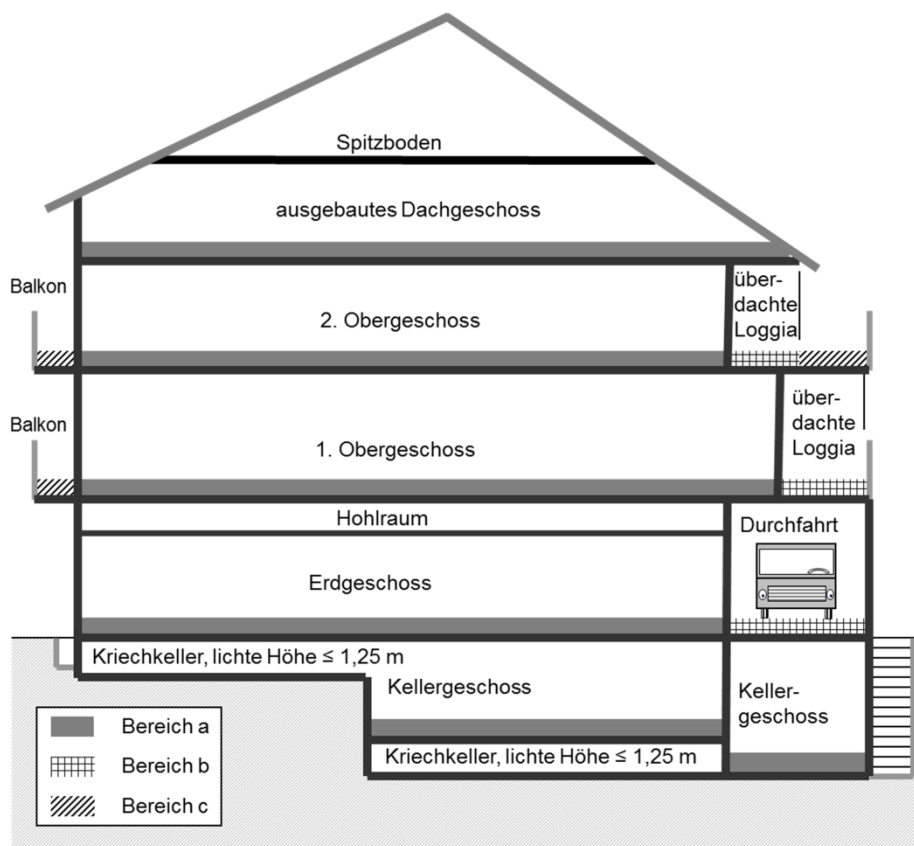 Spitzboden
ausgebautes Dachgeschoss
Balkon
2. Obergeschoss
über-
dachte
Loggia
Balkon
1. Obergeschoss
über-
dachte
Loggia
Hohlraum
Durchfahrt
Erdgeschoss
Kriechkeller, lichte Höhe ≤ 1,25 m
Kellergeschoss
Keller-
geschoss
Kriechkeller, lichte Höhe ≤ 1,25 m
Bereich a
Bereich b
Bereich c